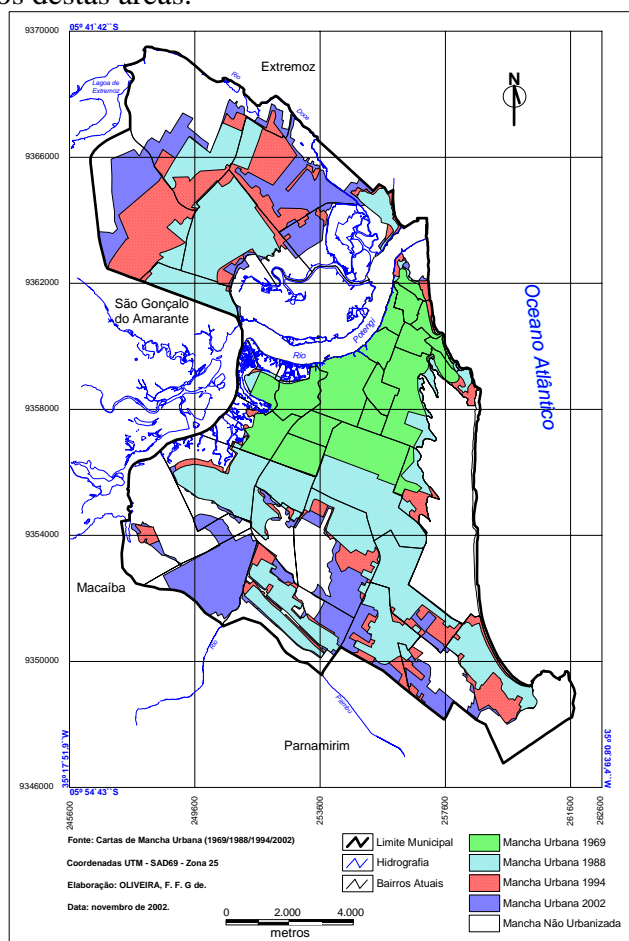 os destas áreas.
9370000
05º 41´ 42´´ S
Extremoz
Lagoa de
Extremoz
Rio
Doce
N
9366000
9362000
São Gonçalo
do Amarante
Rio
Potengi
Oceano Atlântico
9358000
9354000
Macaíba
9350000
Rio
Pitimbu
Parnamirim
35º 17´ 51,9´´ W
35º 08´ 39,4´´ W
9346000
05º 54´ 43´´ S
245600
249600
253600
257600
261600
262600
Fonte: Cartas de Mancha Urbana (1969/1988/1994/2002)
Coordenadas UTM - SAD69 - Zona 25
Elaboração: OLIVEIRA, F. F. G de.
Data: novembro de 2002.
0 2.000 4.000
metros
Limite Municipal
Hidrografia
Bairros Atuais
Mancha Urbana 1969
Mancha Urbana 1988
Mancha Urbana 1994
Mancha Urbana 2002
Mancha Não Urbanizada